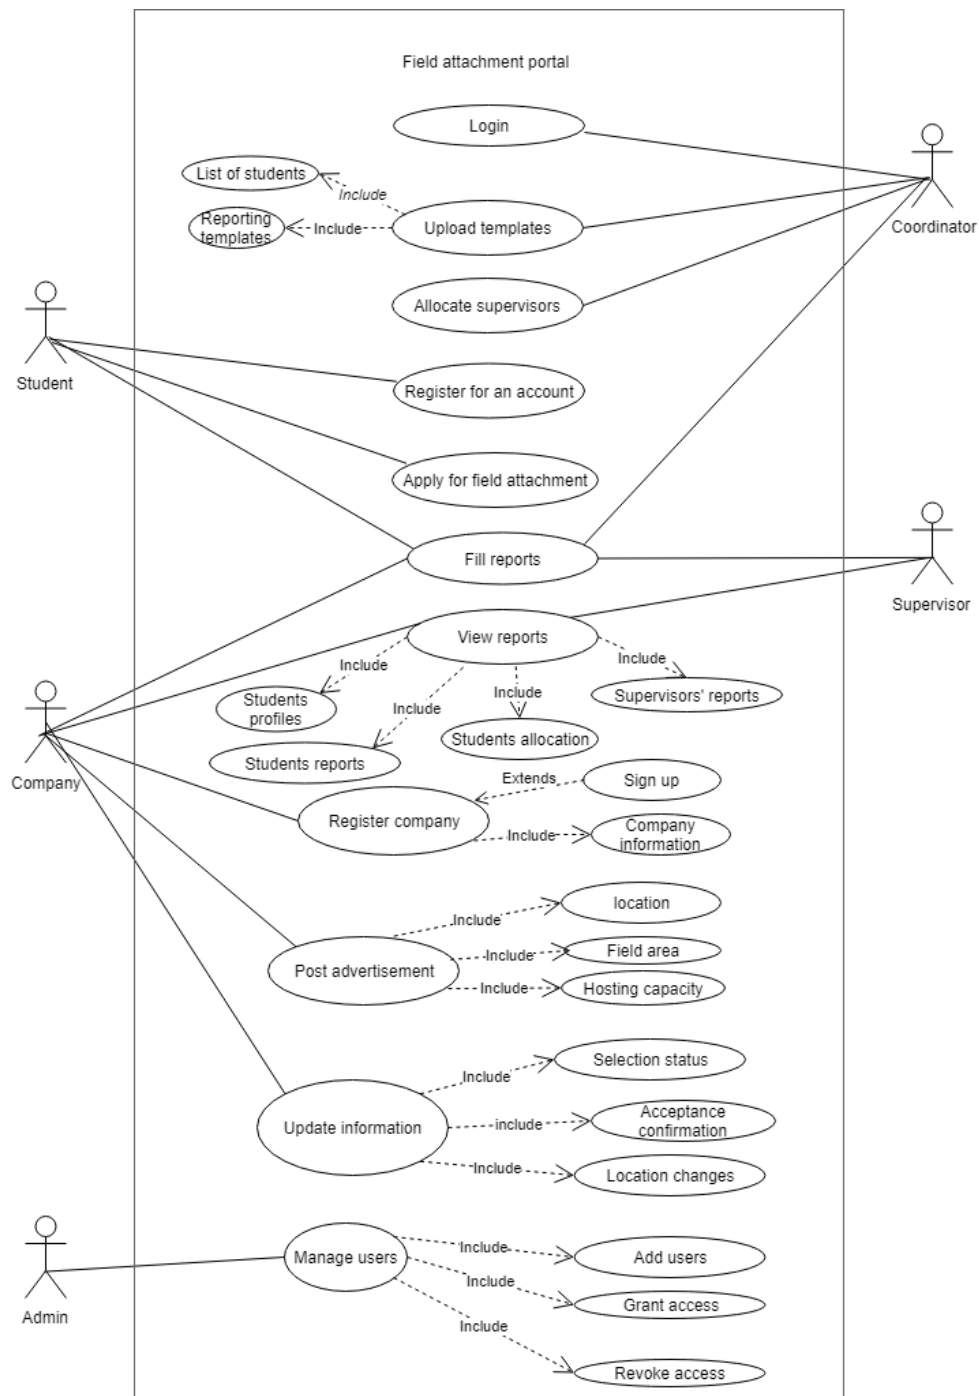 Field attachment portal
Login
List of students
Include
Reporting
templates
Include
Upload templates
Coordinator
Allocate supervisors
Student
Register for an account
Apply for field attachment
Fill reports
Supervisor
View reports
Include
Include
Students
profiles
Include
Include
Supervisors' reports
Students allocation
Students reports
Company
Extends
Sign up
Register company
Include
Company
information
location
Include
Post advertisement
Include
Field area
Include
Hosting capacity
Selection status
Include
Update information
include
Acceptance
confirmation
Include
Location changes
Manage users
Include
Add users
Include
Grant access
Admin
Include
Revoke access